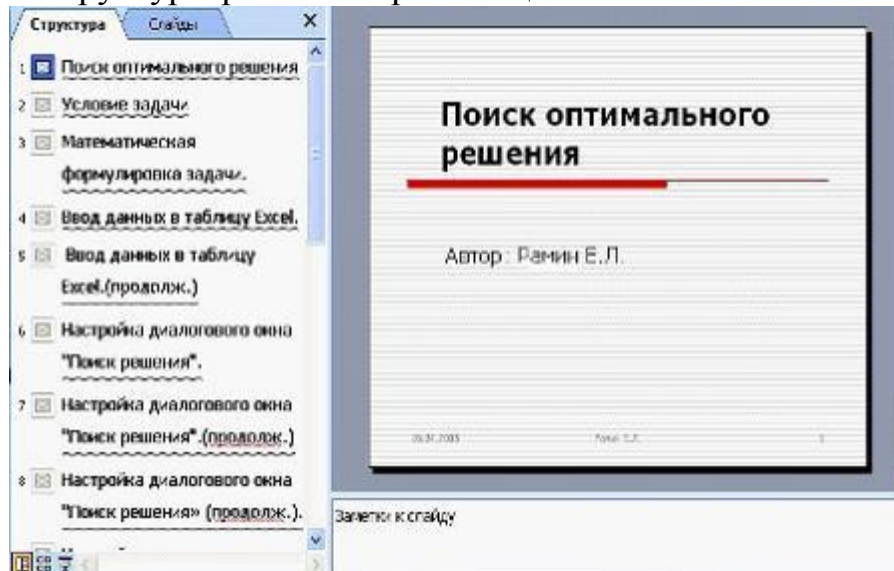 Структура Слайды
1 Поиск оптимального решения
2 Условие задачи
3 Математическая
формулировка задачи.
4 Ввод данных в таблицу Excel.
5 Ввод данных в таблицу
Excel.(продолж.)
6 Настройка диалогового окна
"Поиск решения".
7 Настройка диалогового окна
"Поиск решения".(продолж.)
8 Настройка диалогового окна
"Поиск решения» (продолж.).
Поиск оптимального
решения
Автор: Рамин Е.Л.
Заметки к слайду